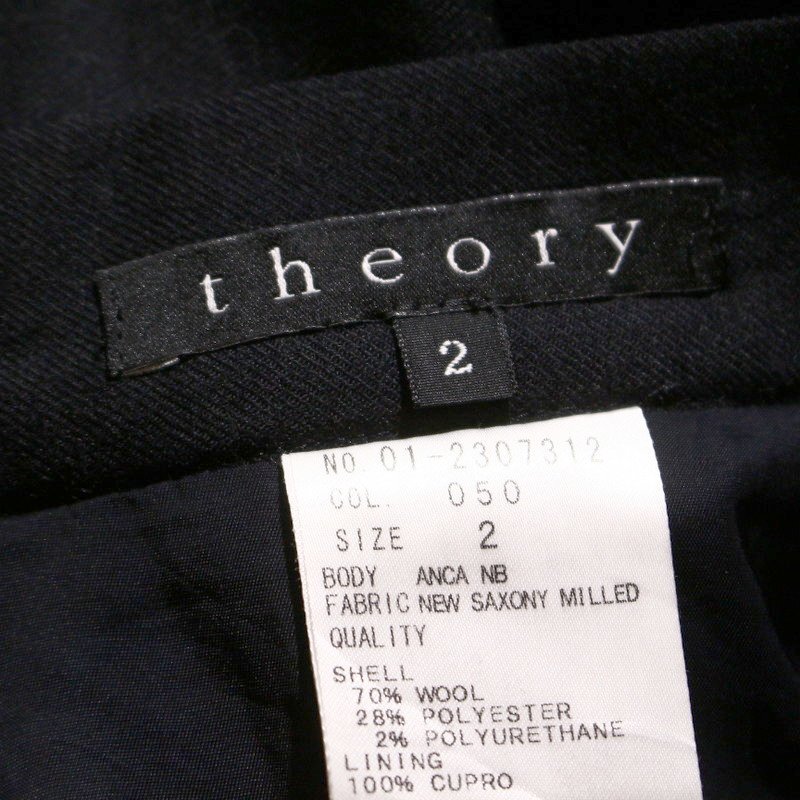 theory
2
NO. 01-2307312
COL. 050
SIZE 2
BODY ANCA NB
FABRIC NEW SAXONY MILLED
QUALITY
SHELL
70% WOOL
28% POLYESTER
2% POLYURETHANE
LINING
100% CUPRO